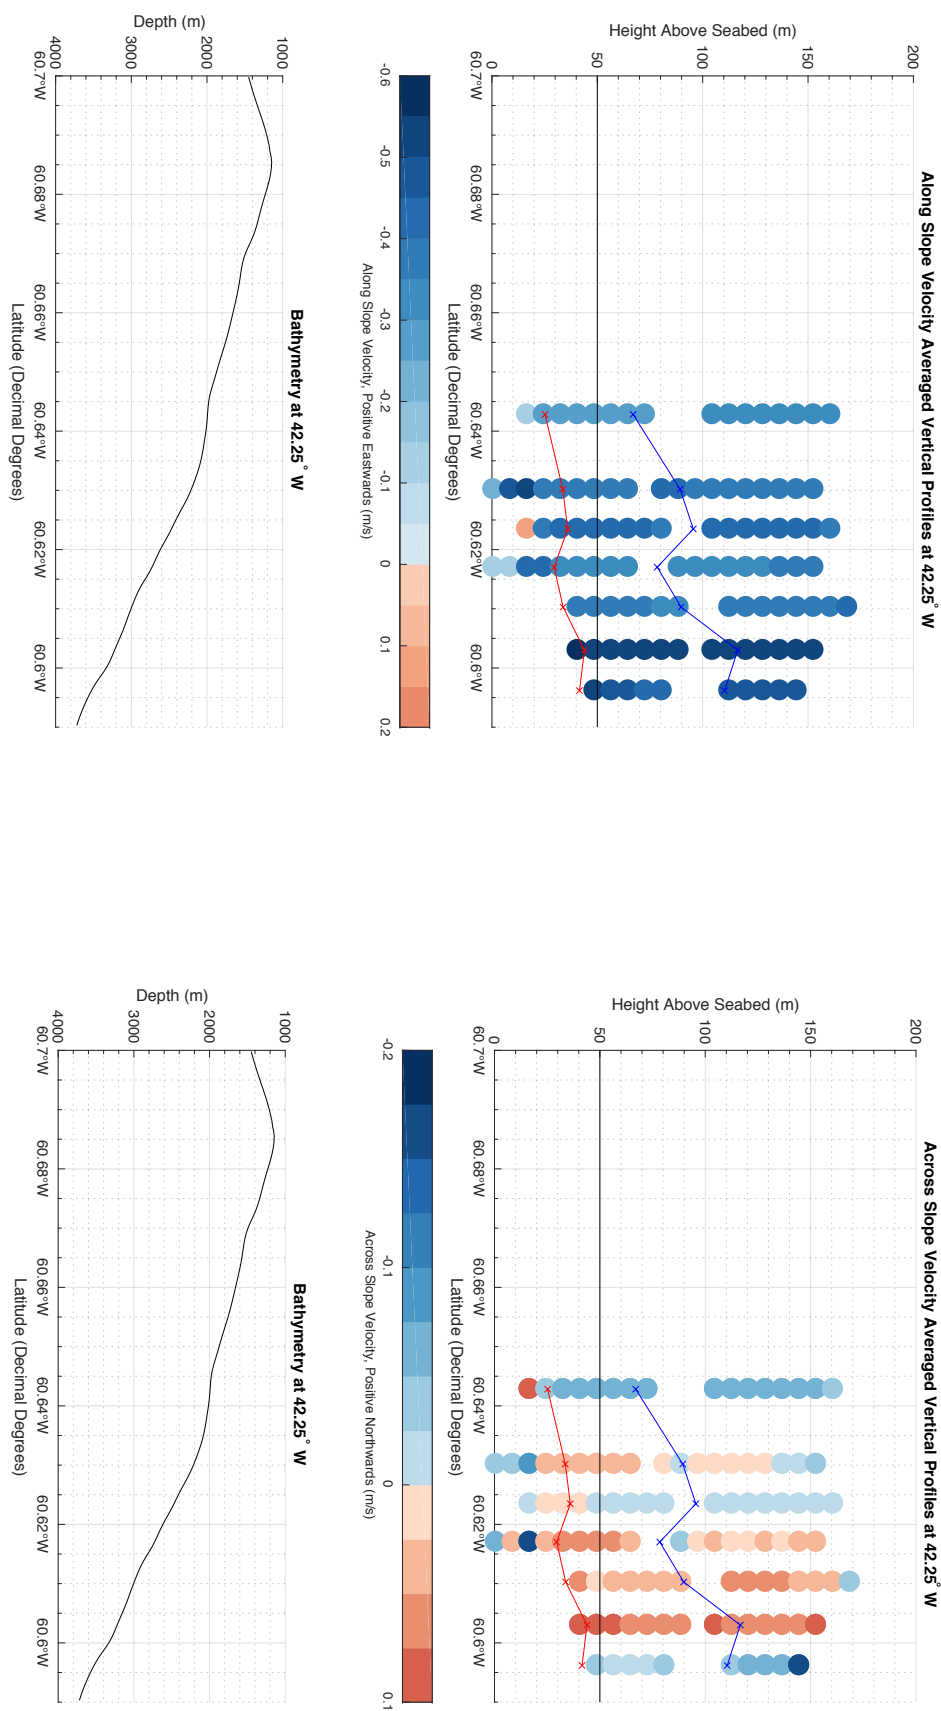 Along Slope Velocity Averaged Vertical Profiles at 42.25° W
Height Above Seabed (m)
200
150
100
50
0
60.7°W
60.68°W
60.66°W
60.64°W
60.62°W
60.6°W
Latitude (Decimal Degrees)
-0.6
-0.5
-0.4
-0.3
-0.2
-0.1
0
0.1
0.2
Along Slope Velocity, Positive Eastwards (m/s)
Bathymetry at 42.25° W
Depth (m)
1000
2000
3000
4000
60.7°W
60.68°W
60.66°W
60.64°W
60.62°W
60.6°W
Latitude (Decimal Degrees)
Across Slope Velocity Averaged Vertical Profiles at 42.25° W
Height Above Seabed (m)
200
150
100
50
0
60.7°W
60.68°W
60.66°W
60.64°W
60.62°W
60.6°W
Latitude (Decimal Degrees)
-0.2
-0.1
0
0.1
Across Slope Velocity, Positive Northwards (m/s)
Bathymetry at 42.25° W
Depth (m)
1000
2000
3000
4000
60.7°W
60.68°W
60.66°W
60.64°W
60.62°W
60.6°W
Latitude (Decimal Degrees)